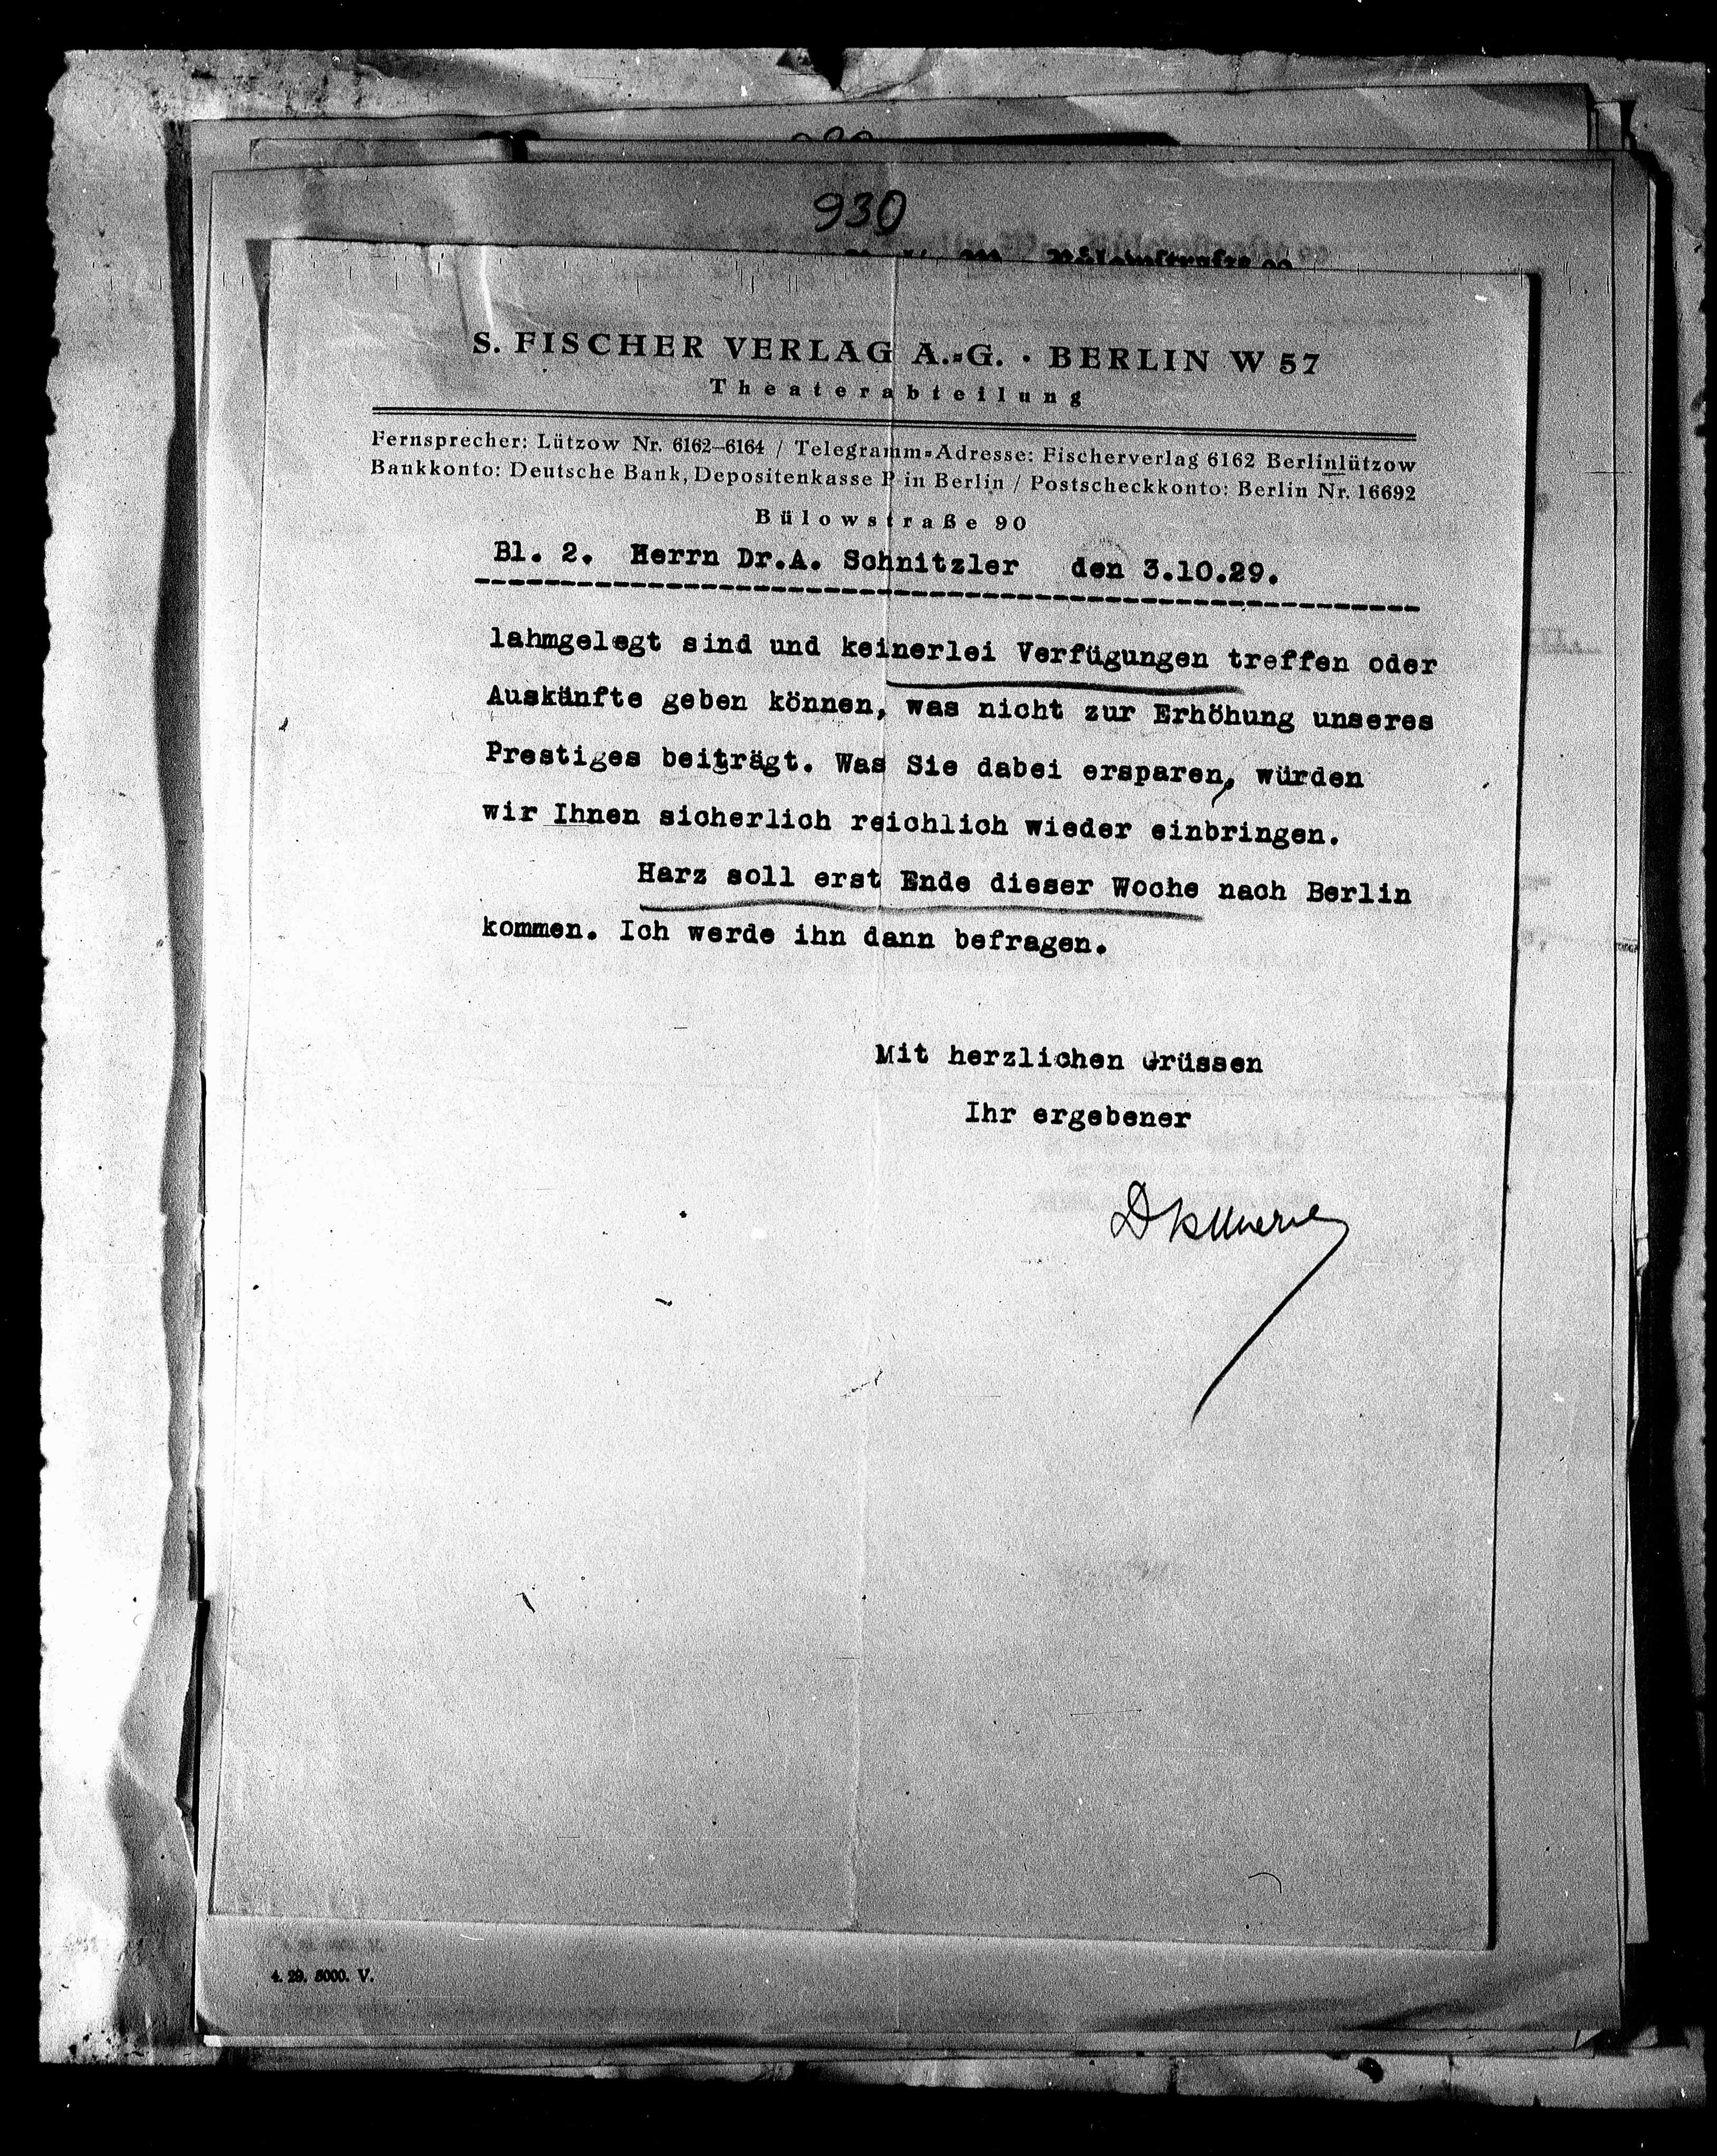 930
S. FISCHER VERLAG A.=G. · BERLIN W 57
Theaterabteilung
Fernsprecher: Lützow Nr. 6162–6164 / Telegramm=Adresse: Fischerverlag 6162 Berlinlützow
Bankkonto: Deutsche Bank, Depositenkasse P in Berlin / Postscheckkonto: Berlin Nr. 16692
Bülowstraße 90
Bl. 2. Herrn Dr.A. Schnitzler den 3.10.29.
lahmgelegt sind und keinerlei Verfügungen treffen oder
Auskünfte geben können, was nicht zur Erhöhung unseres
Prestiges beiträgt. Was Sie dabei ersparen, würden
wir Ihnen sicherlich reichlich wieder einbringen.
Harz soll erst Ende dieser Woche nach Berlin
kommen. Ich werde ihn dann befragen.
Mit herzlichen Grüssen
Ihr ergebener
4. 29. 5000. V.